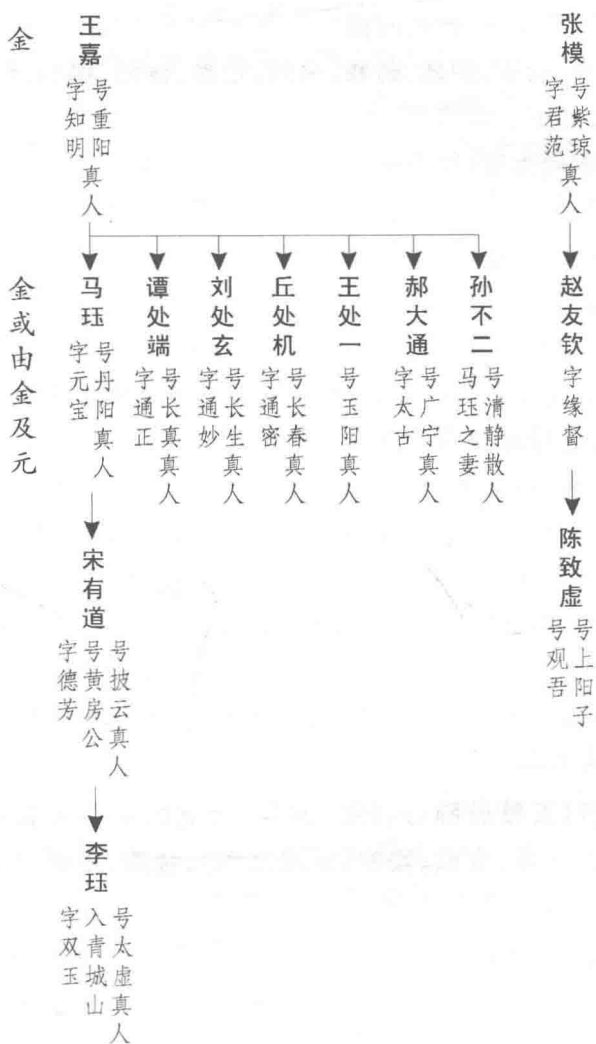 金
王嘉
号重阳真人
字知明
张模
号紫琼真人
字君范
金或由金及元
马珏
号丹阳真人
字元宝
谭处端
号长真真人
字通正
刘处玄
号长生真人
字通妙
丘处机
号长春真人
字通密
王处一
号玉阳真人
郝大通
号广宁真人
字太古
孙不二
号清静散人
马珏之妻
赵友钦
字缘督
宋有道
号披云真人
号黄房公
字德芳
陈致虚
号上阳子
号观吾
李珏
号太虚真人
入青城山
字双玉